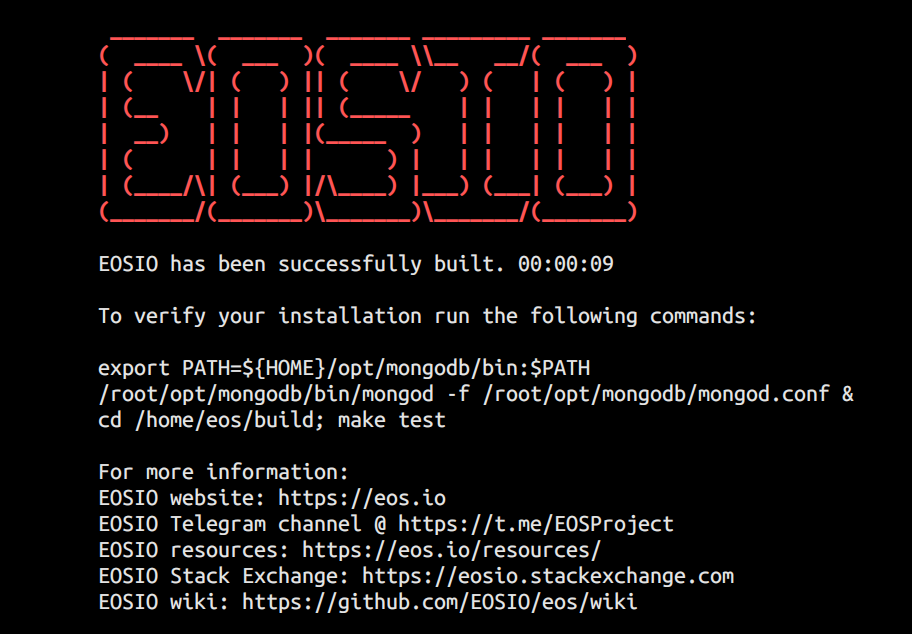 EOSIO
EOSIO has been successfully built. 00:00:09
To verify your installation run the following commands:
export PATH=${HOME}/opt/mongodb/bin:$PATH
/root/opt/mongodb/bin/mongod -f /root/opt/mongodb/mongod.conf &
cd /home/eos/build; make test
For more information:
EOSIO website: https://eos.io
EOSIO Telegram channel @ https://t.me/EOSProject
EOSIO resources: https://eos.io/resources/
EOSIO Stack Exchange: https://eosio.stackexchange.com
EOSIO wiki: https://github.com/EOSIO/eos/wiki